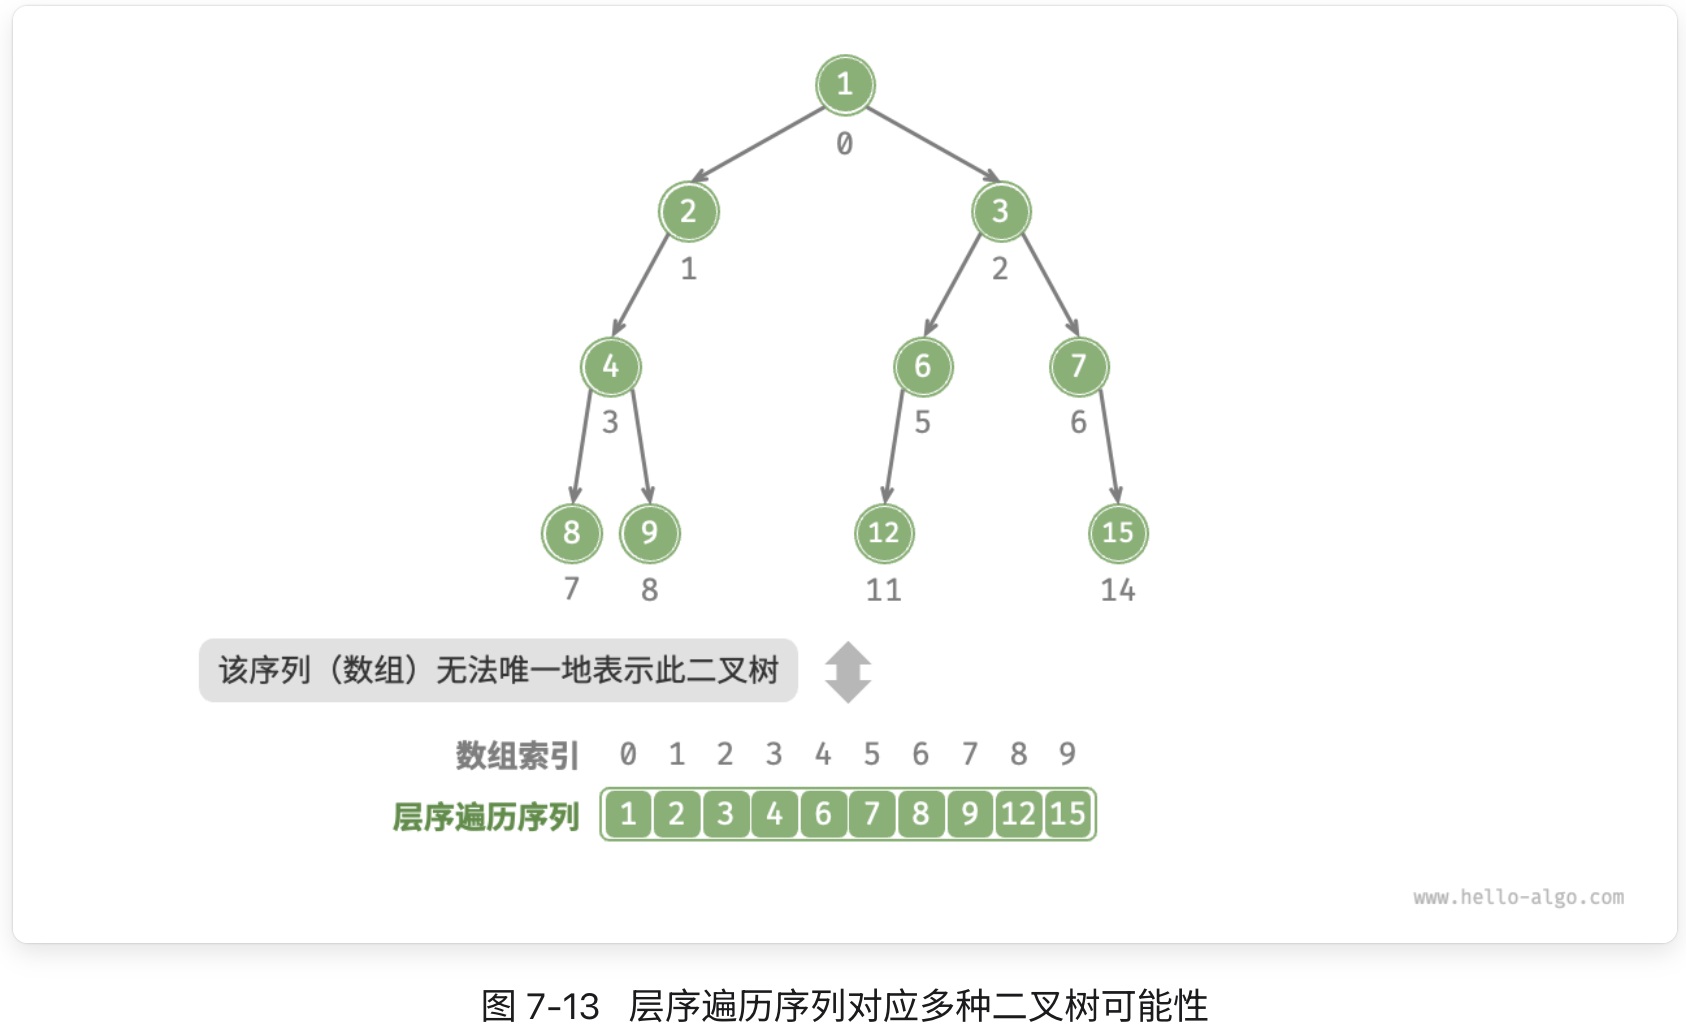 1
0
2 3
1 2
4 6 7
3 5 6
8 9 12 15
7 8 11 14
该序列（数组）无法唯一地表示此二叉树
数组索引 0 1 2 3 4 5 6 7 8 9
层序遍历序列 1 2 3 4 6 7 8 9 12 15
www.hello-algo.com
图 7-13 层序遍历序列对应多种二叉树可能性